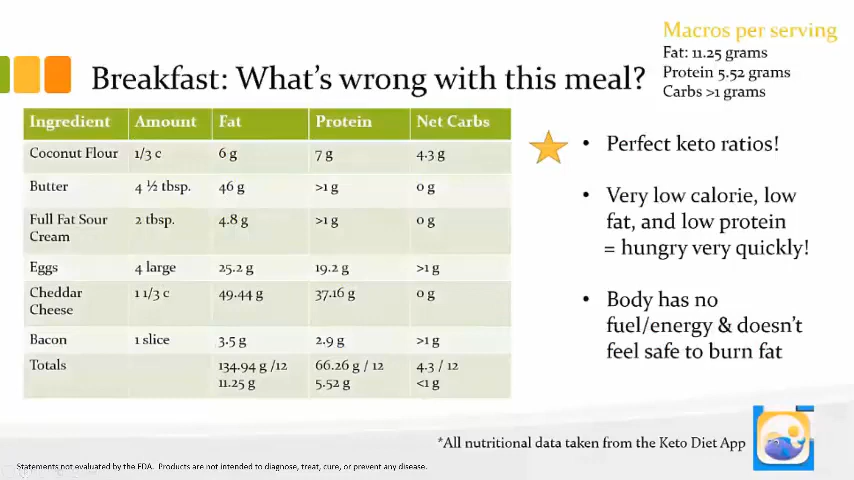 Macros per serving
Fat: 11.25 grams
Protein 5.52 grams
Carbs >1 grams
Breakfast: What's wrong with this meal?
Ingredient Amount Fat Protein Net Carbs
Coconut Flour 1/3 c 6 g 7 g 4.3 g
Butter 4 ½ tbsp. 46 g >1 g 0 g
Full Fat Sour Cream 2 tbsp. 4.8 g >1 g 0 g
Eggs 4 large 25.2 g 19.2 g >1 g
Cheddar Cheese 1 1/3 c 49.44 g 37.16 g 0 g
Bacon 1 slice 3.5 g 2.9 g >1 g
Totals 134.94 g /12 66.26 g / 12 4.3 / 12
11.25 g 5.52 g <1 g
• Perfect keto ratios!
• Very low calorie, low
fat, and low protein
= hungry very quickly!
• Body has no
fuel/energy & doesn't
feel safe to burn fat
*All nutritional data taken from the Keto Diet App
Statements not evaluated by the FDA. Products are not intended to diagnose, treat, cure, or prevent any disease.